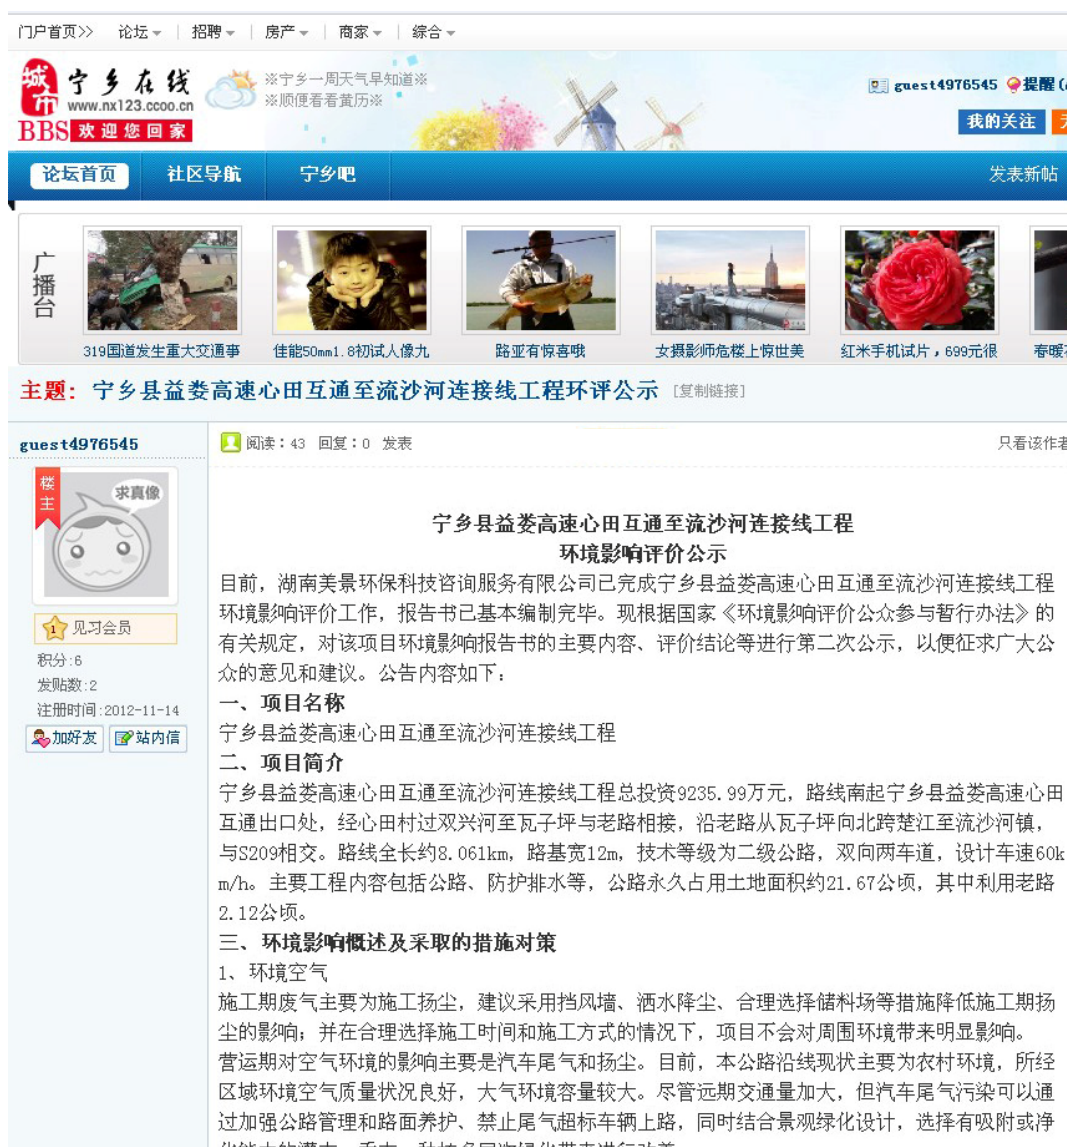 门户首页>> 论坛 招聘 房产 商家 综合
城市
宁乡在线
www.nx123.ccoo.cn
BBS 欢迎您回家
※宁乡一周天气早知道※
※顺便看看黄历※
guest4976545 提醒
我的关注
论坛首页 社区导航 宁乡吧 发表新帖
广播台
319国道发生重大交通事 佳能50mm1.8初试人像九 路亚有惊喜哦 女摄影师危楼上惊世美 红米手机试片，699元很 春暖
主题: 宁乡县益娄高速心田互通至流沙河连接线工程环评公示 [复制链接]
guest4976545
阅读：43 回复：0 发表 只看该作者
楼主
求真像
1 见习会员
积分:6
发贴数:2
注册时间:2012-11-14
加好友 站内信
宁乡县益娄高速心田互通至流沙河连接线工程
环境影响评价公示
目前，湖南美景环保科技咨询服务有限公司已完成宁乡县益娄高速心田互通至流沙河连接线工程
环境影响评价工作，报告书已基本编制完毕。现根据国家《环境影响评价公众参与暂行办法》的
有关规定，对该项目环境影响报告书的主要内容、评价结论等进行第二次公示，以便征求广大公
众的意见和建议。公告内容如下：
一、项目名称
宁乡县益娄高速心田互通至流沙河连接线工程
二、项目简介
宁乡县益娄高速心田互通至流沙河连接线工程总投资9235.99万元，路线南起宁乡县益娄高速心田
互通出口处，经心田村过双兴河至瓦子坪与老路相接，沿老路从瓦子坪向北跨楚江至流沙河镇，
与S209相交。路线全长约8.061km，路基宽12m，技术等级为二级公路，双向两车道，设计车速60k
m/h。主要工程内容包括公路、防护排水等，公路永久占用土地面积约21.67公顷，其中利用老路
2.12公顷。
三、环境影响概述及采取的措施对策
1、环境空气
施工期废气主要为施工扬尘，建议采用挡风墙、洒水降尘、合理选择储料场等措施降低施工期扬
尘的影响；并在合理选择施工时间和施工方式的情况下，项目不会对周围环境带来明显影响。
营运期对空气环境的影响主要是汽车尾气和扬尘。目前，本公路沿线现状主要为农村环境，所经
区域环境空气质量状况良好，大气环境容量较大。尽管远期交通量加大，但汽车尾气污染可以通
过加强公路管理和路面养护、禁止尾气超标车辆上路，同时结合景观绿化设计，选择有吸附或净